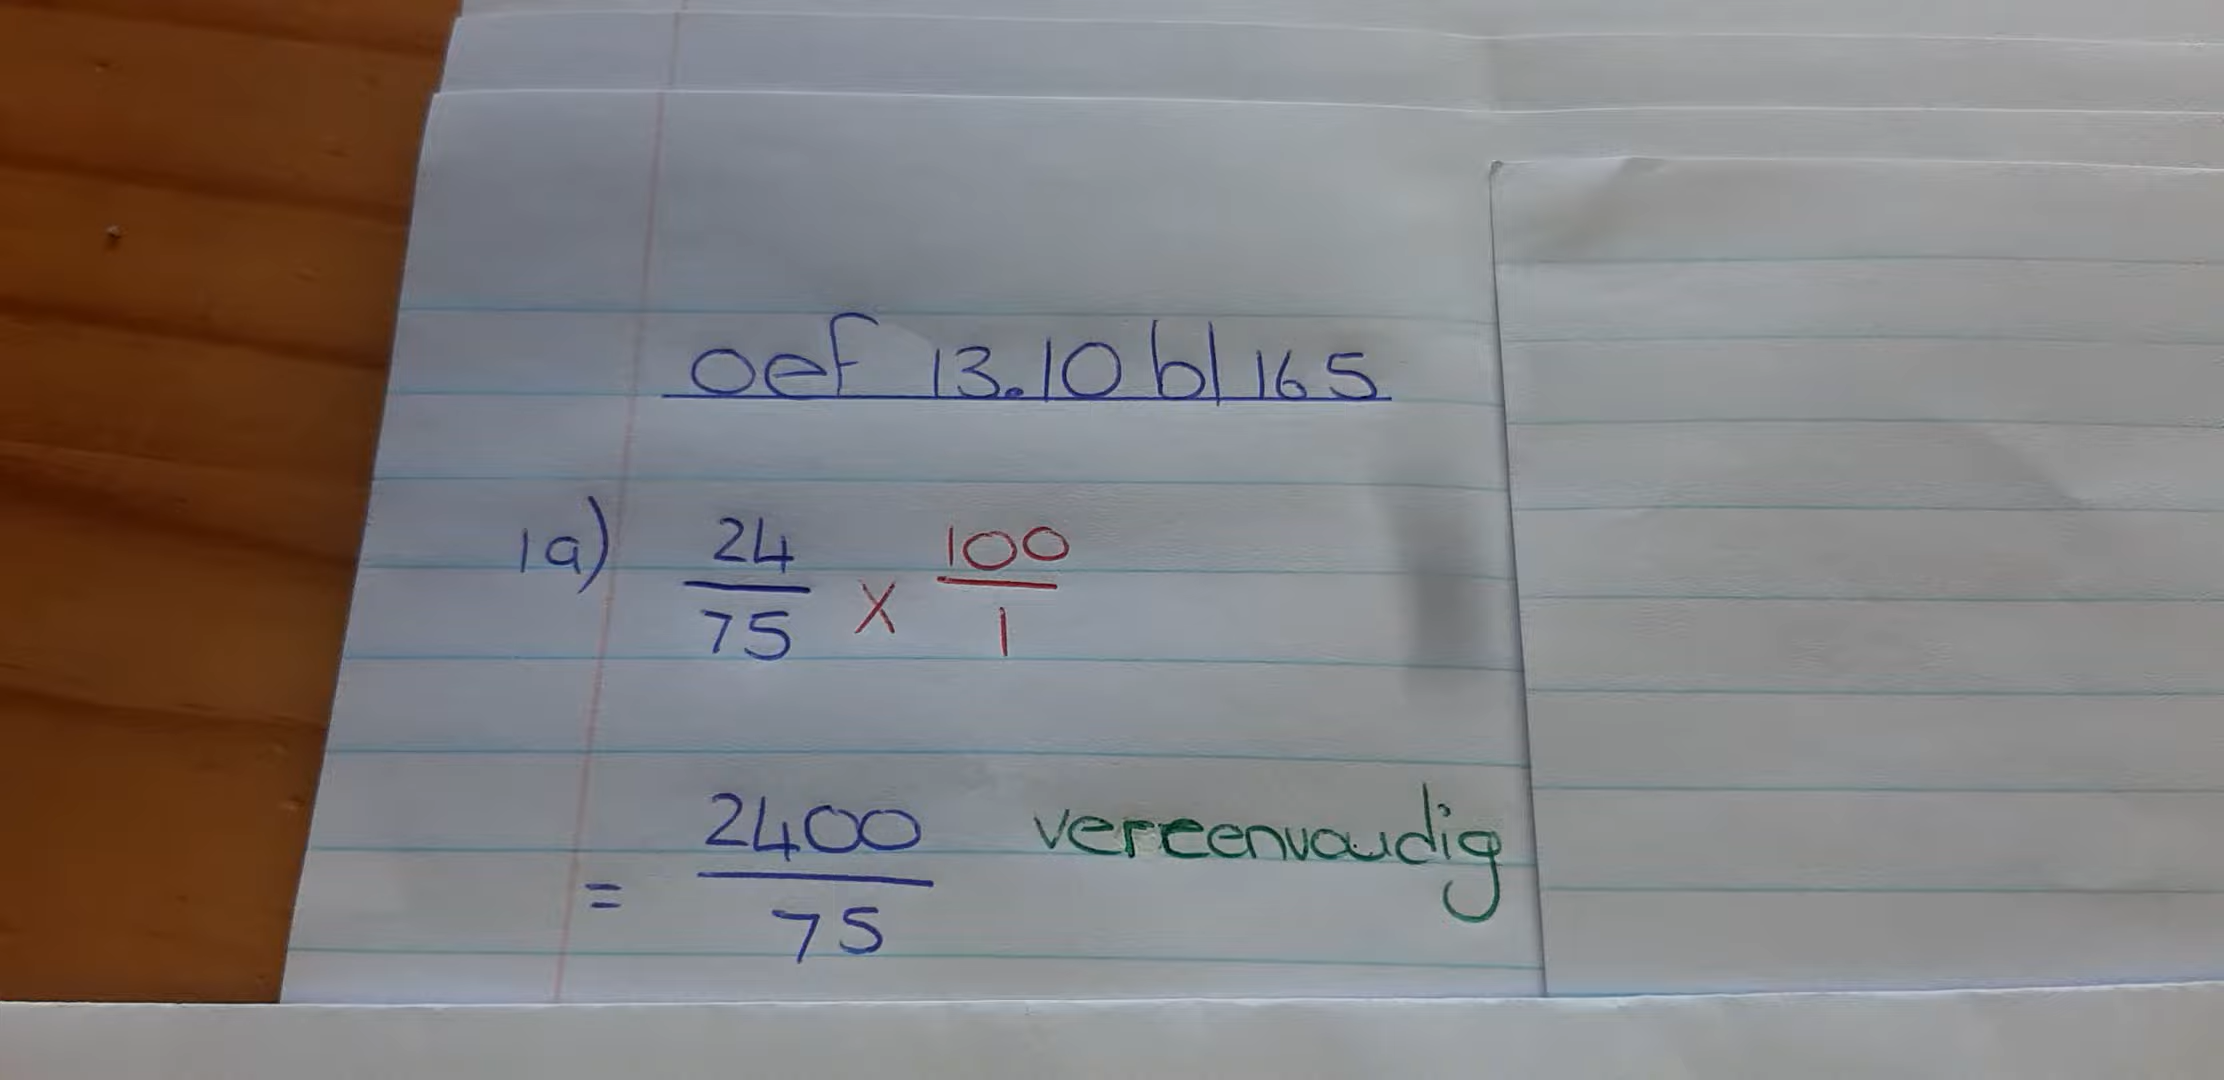 oef 13.10 bl 165
1a) 24/75 x 100/1
= 2400/75 vereenvoudig